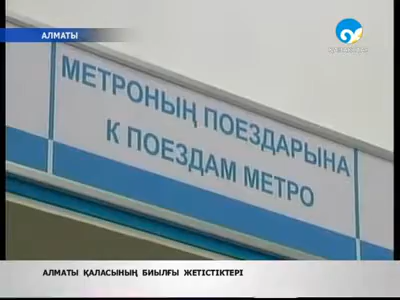 АЛМАТЫ
МЕТРОНЫҢ ПОЕЗДАРЫНА
К ПОЕЗДАМ МЕТРО
АЛМАТЫ ҚАЛАСЫНЫҢ БИЫЛҒЫ ЖЕТІСТІКТЕРІ